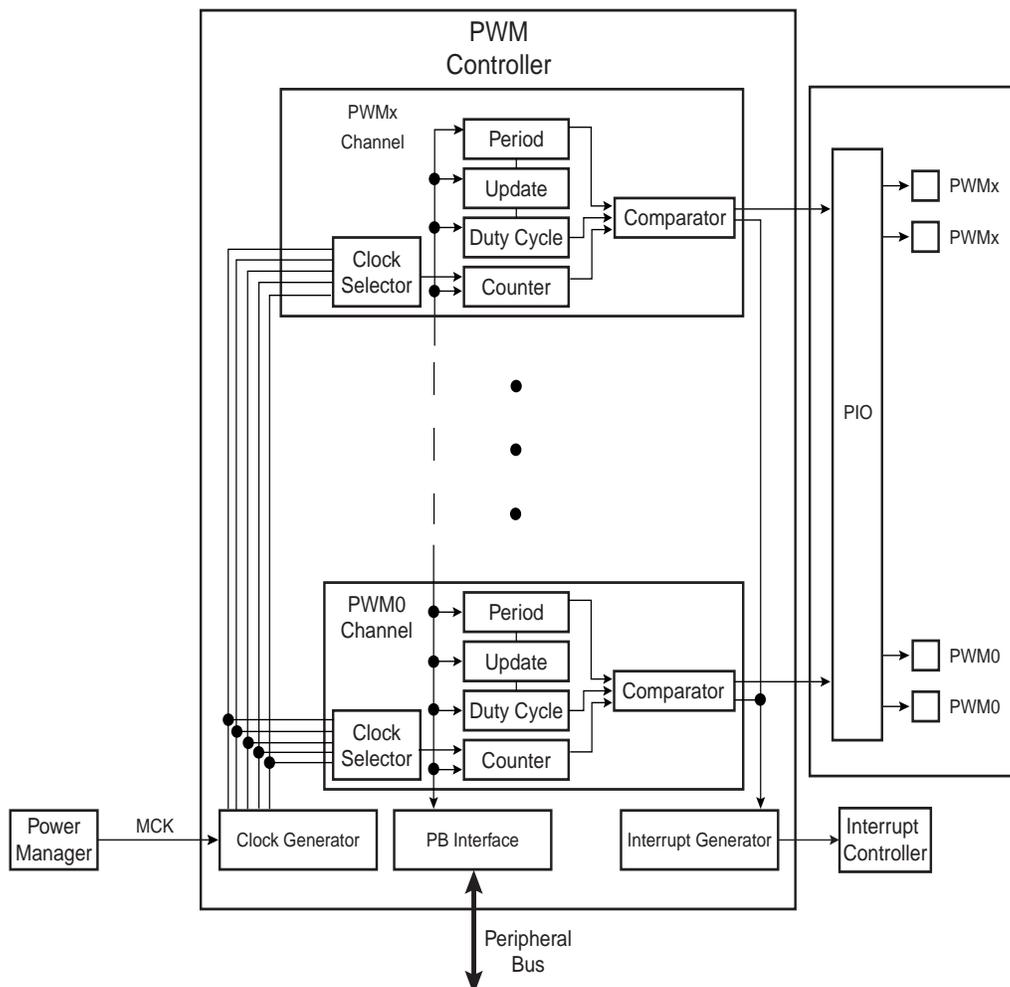 PWM
Controller
PWMx
Channel
Period
Update
Duty Cycle
Counter
Clock
Selector
Comparator
PIO
PWMx
PWMx
PWM0
Channel
Period
Update
Duty Cycle
Counter
Clock
Selector
Comparator
PWM0
PWM0
Power
Manager
MCK
Clock Generator
PB Interface
Interrupt Generator
Interrupt
Controller
Peripheral
Bus